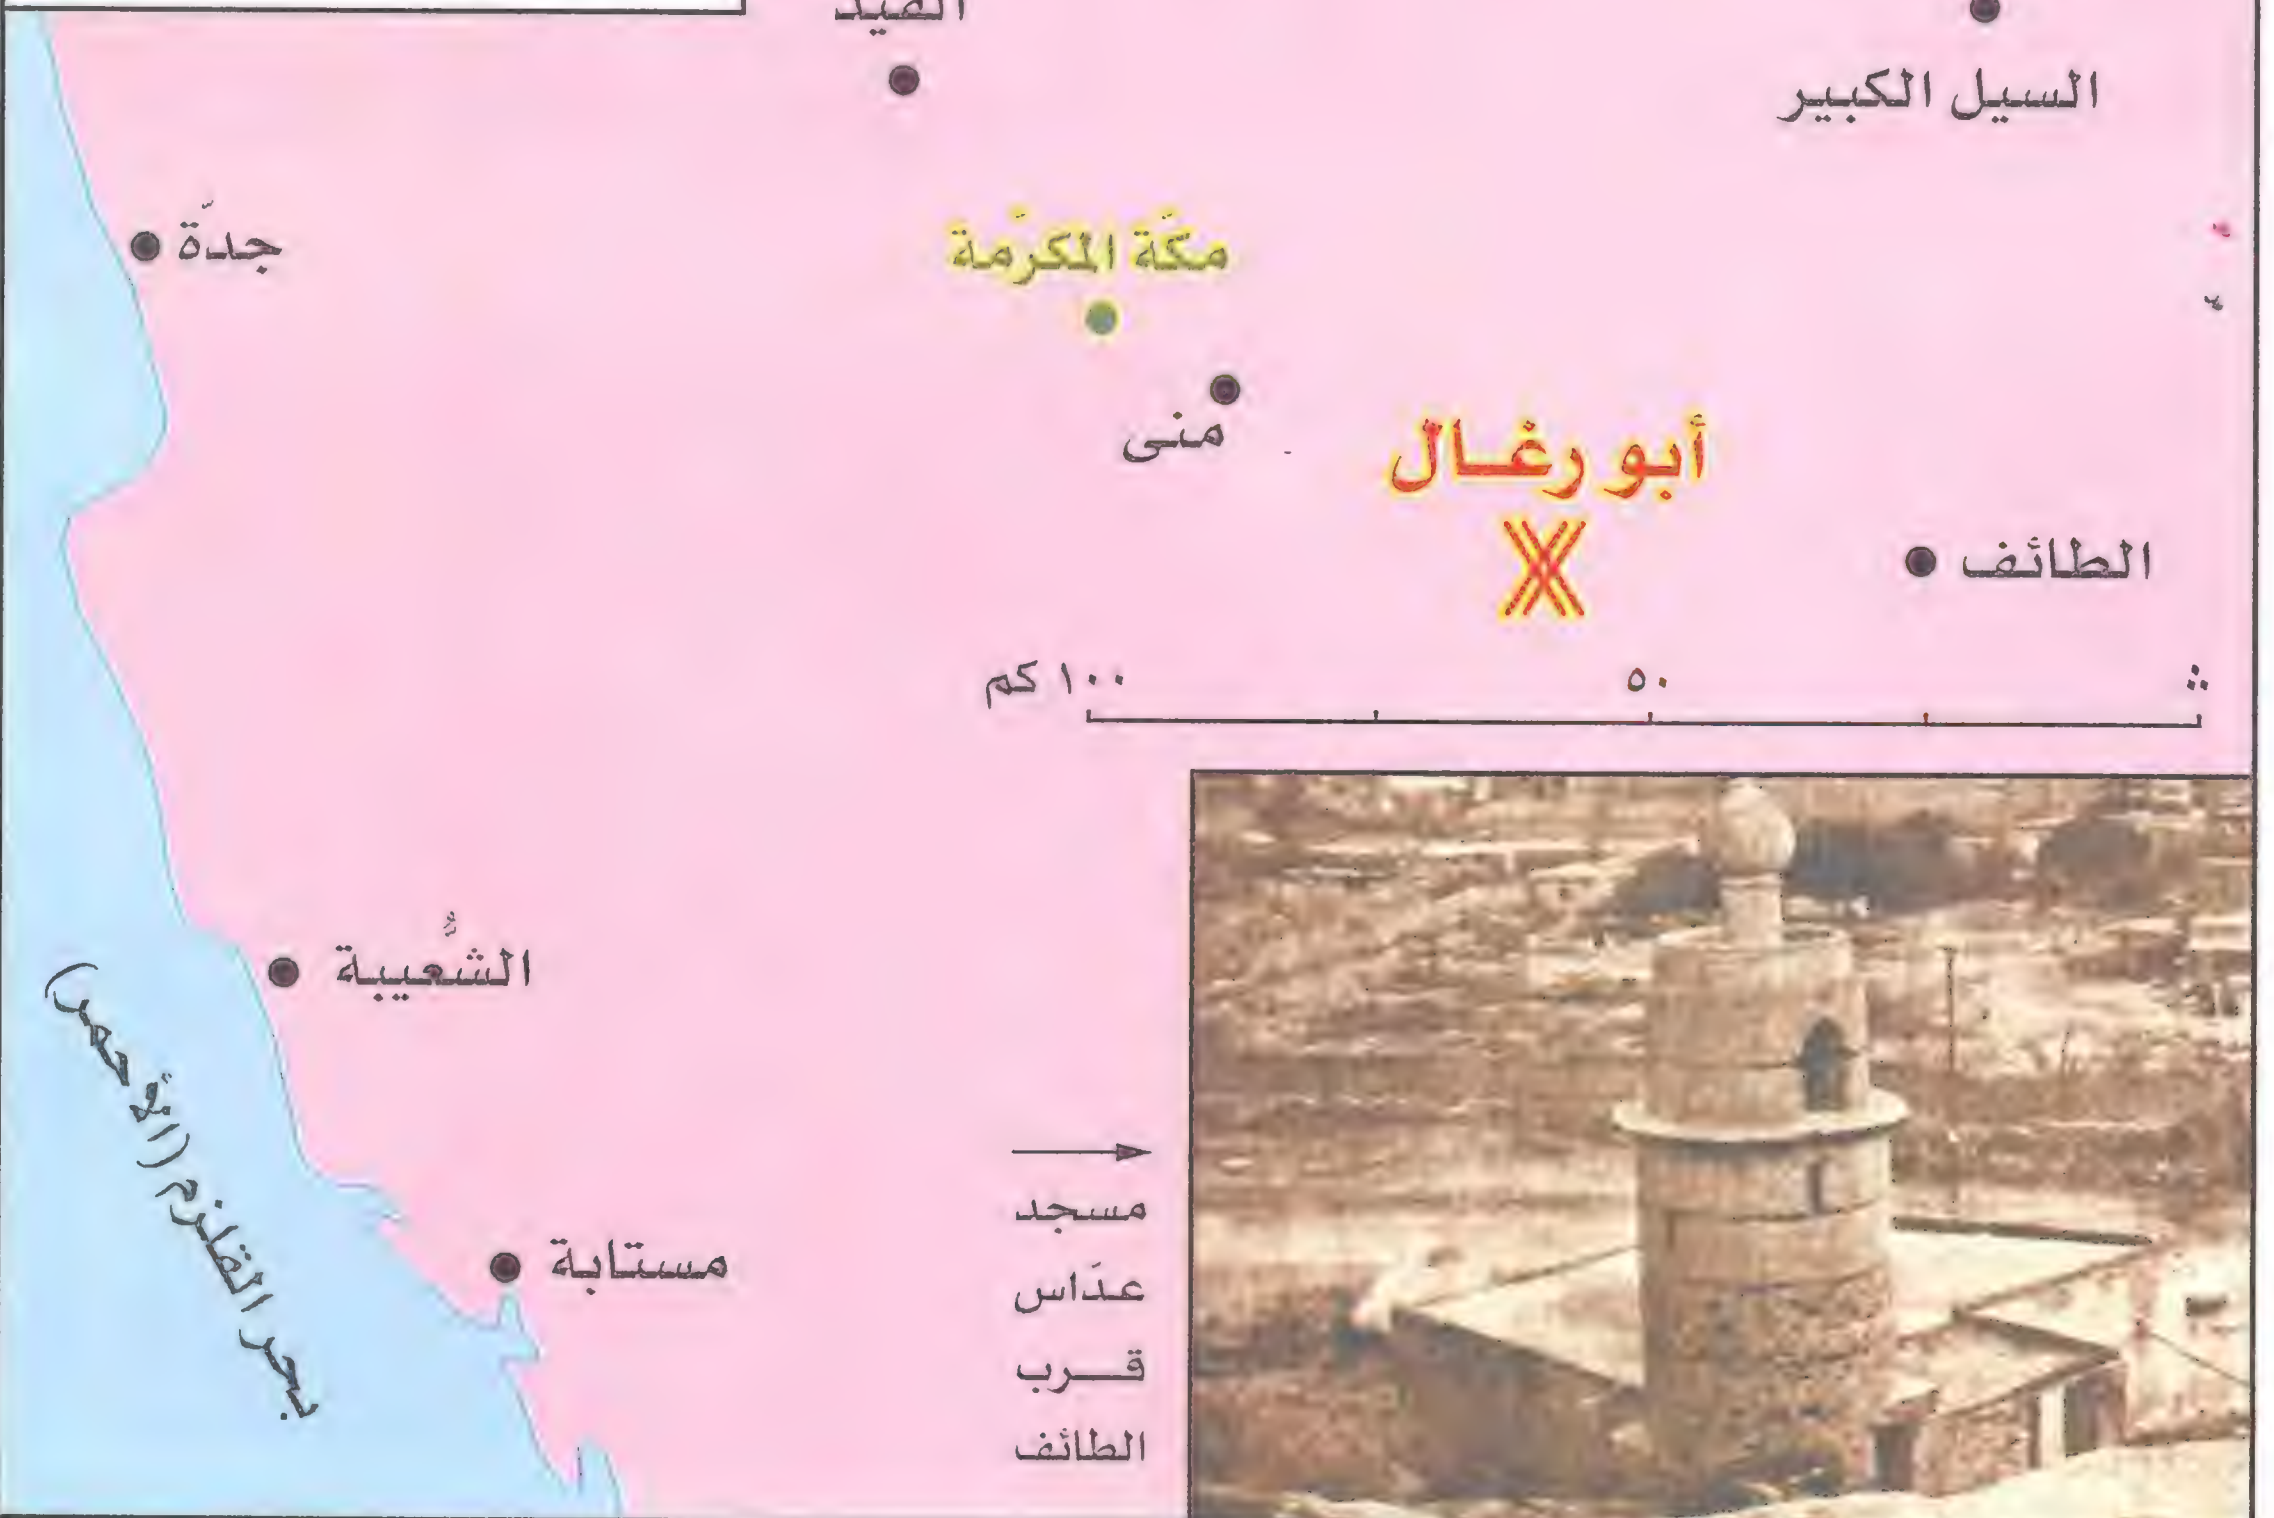 السيل الكبير
جدّة
مكّة المكرّمة
منى
أبو رغال
الطائف
١٠٠ كم
٥٠
الشُّعيبة
بحر القلزم (الأحمر)
مستابة
مسجد
عدّاس
قرب
الطائف